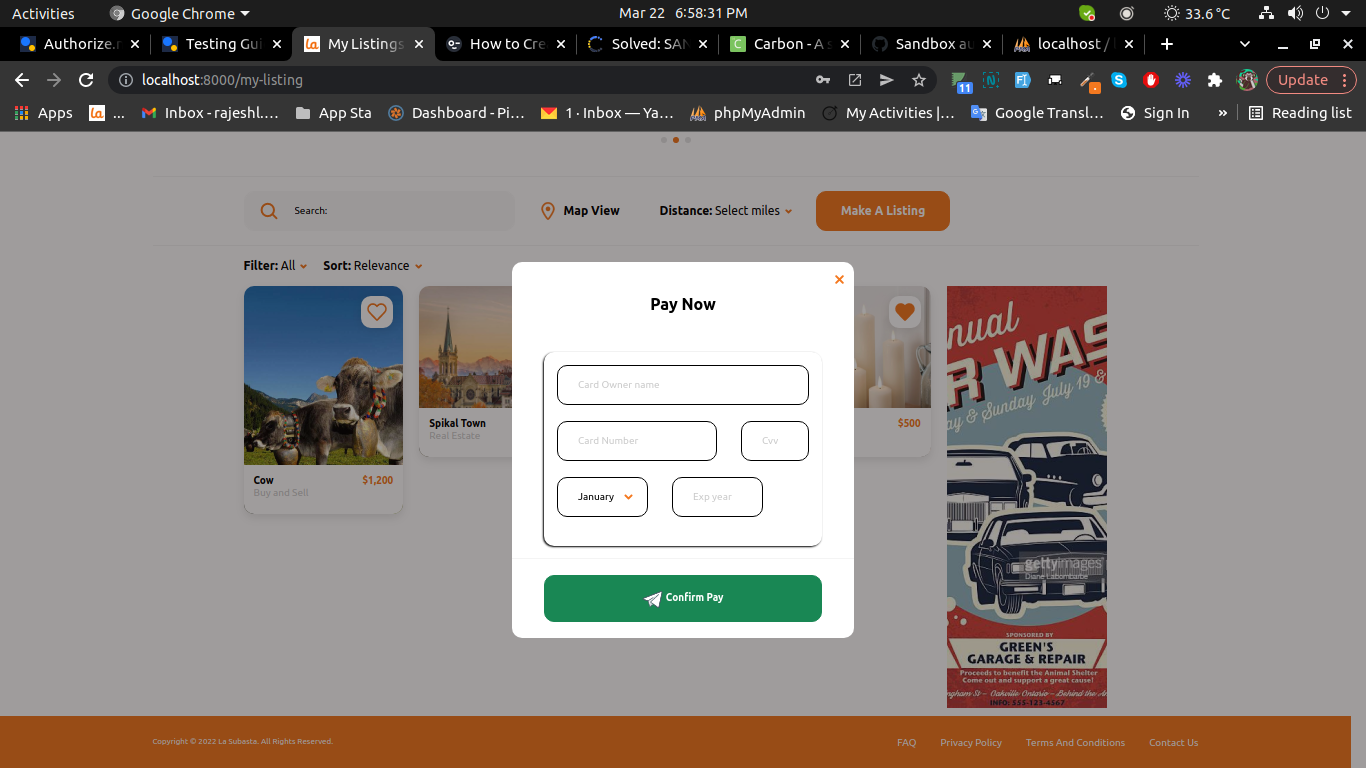 Activities
Google Chrome
Mar 22 6:58:31 PM
33.6 °C
Authorize.n
Testing Gui
My Listings
How to Cre
Solved: SAN
Carbon - A s
Sandbox au
localhost / l
localhost:8000/my-listing
11
Update
Apps
...
Inbox - rajeshl....
App Sta
Dashboard - Pi...
1 · Inbox — Ya...
phpMyAdmin
My Activities |...
Google Transl...
Sign In
»
Reading list
Search:
Map View
Distance: Select miles
Make A Listing
Filter: All
Sort: Relevance
Pay Now
Card Owner name
Card Number
Cvv
January
Exp year
Confirm Pay
Cow
$1,200
Buy and Sell
Spikal Town
Real Estate
$500
nual
R WAS
ay & Sunday July 19 &
gettyimages
Diane Labombarbe
SPONSORED BY
GREEN'S
GARAGE & REPAIR
Proceeds to benefit the Animal Shelter
Come out and support a great cause!
ngham St - Oakville Ontario - Behind the Ar
INFO: 555-123-4567
Copyright © 2022 La Subasta. All Rights Reserved.
FAQ
Privacy Policy
Terms And Conditions
Contact Us